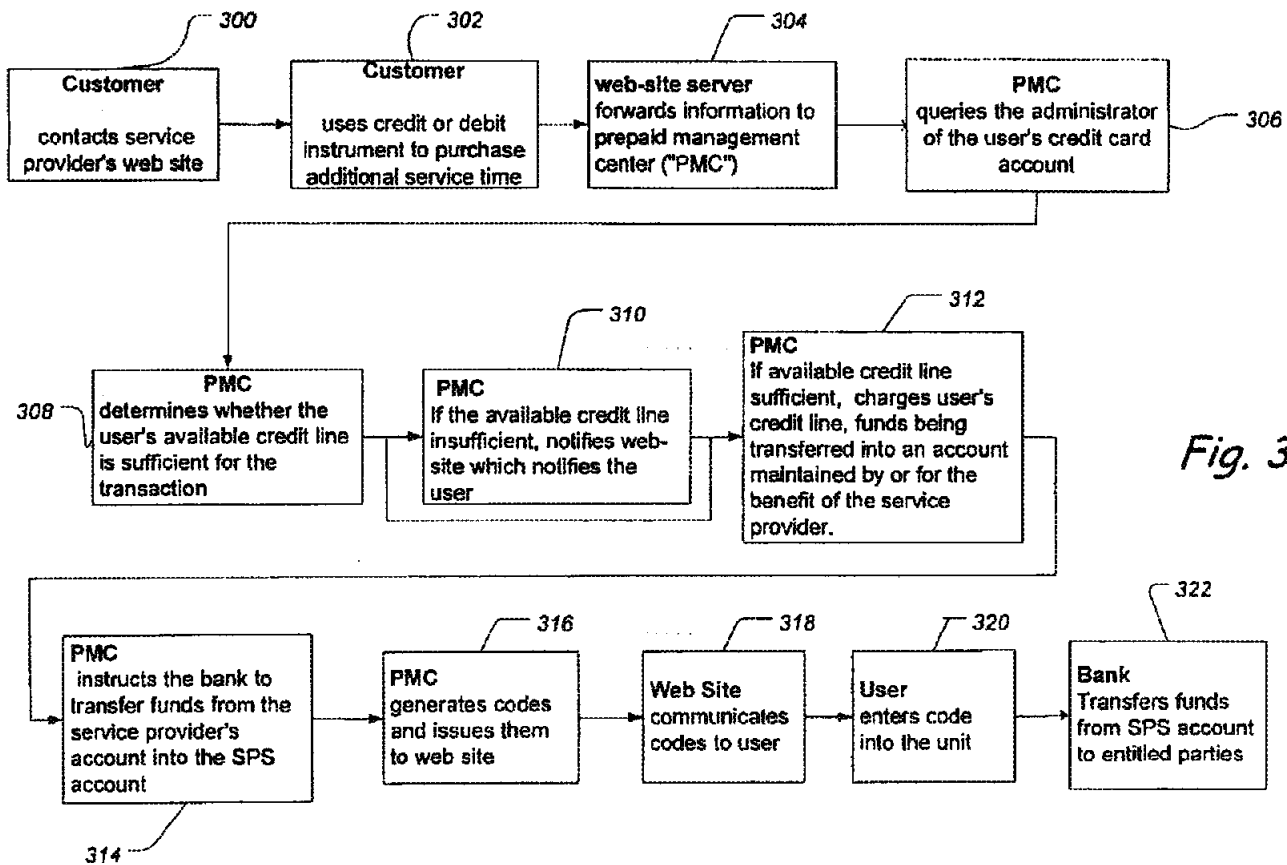 300
302
304
Customer
contacts service
provider's web site
Customer
uses credit or debit
instrument to purchase
additional service time
web-site server
forwards information to
prepaid management
center ("PMC")
PMC
queries the administrator
of the user's credit card
account
306
308
PMC
determines whether the
user's available credit line
is sufficient for the
transaction
310
PMC
If the available credit line
insufficient, notifies web-
site which notifies the
user
312
PMC
If available credit line
sufficient, charges user's
credit line, funds being
transferred into an account
maintained by or for the
benefit of the service
provider.
Fig. 3
PMC
instructs the bank to
transfer funds from the
service provider's
account into the SPS
account
314
316
PMC
generates codes
and issues them
to web site
318
Web Site
communicates
codes to user
320
User
enters code
into the unit
322
Bank
Transfers funds
from SPS account
to entitled parties